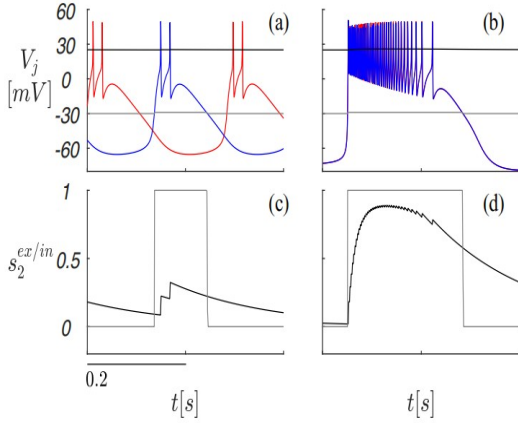 (a)
(b)
V_j
[mV]
60
30
0
-30
-60
(c)
(d)
s_2^{ex/in}
1
0.5
0
0.2
t[s]
t[s]